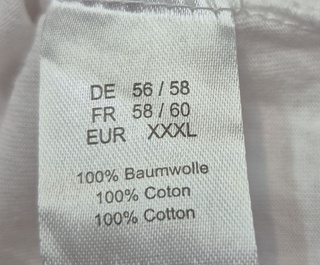 DE 56 / 58
FR 58 / 60
EUR XXXL
100% Baumwolle
100% Coton
100% Cotton